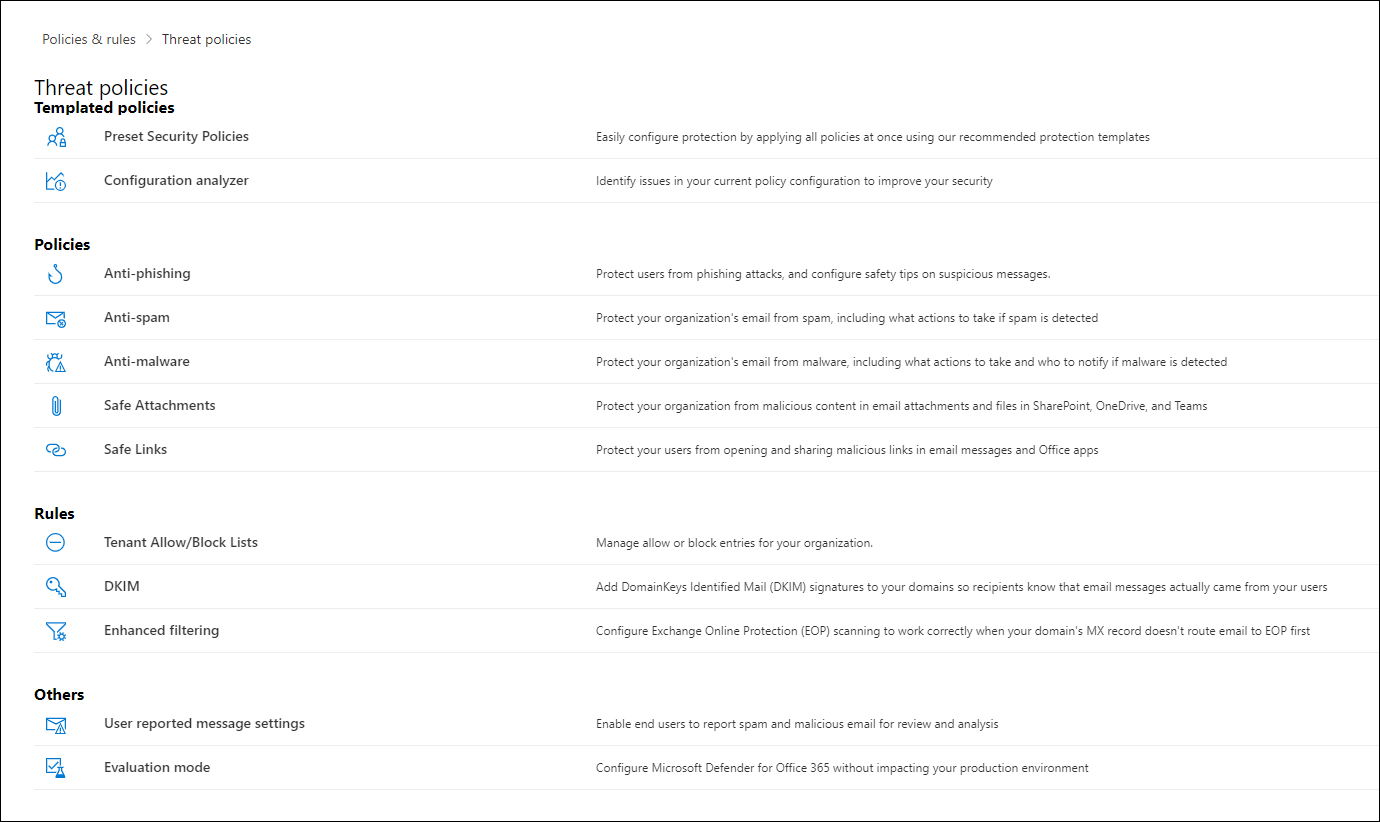 Policies & rules > Threat policies
Threat policies
Templated policies
Preset Security Policies Easily configure protection by applying all policies at once using our recommended protection templates
Configuration analyzer Identify issues in your current policy configuration to improve your security
Policies
Anti-phishing Protect users from phishing attacks, and configure safety tips on suspicious messages.
Anti-spam Protect your organization's email from spam, including what actions to take if spam is detected
Anti-malware Protect your organization's email from malware, including what actions to take and who to notify if malware is detected
Safe Attachments Protect your organization from malicious content in email attachments and files in SharePoint, OneDrive, and Teams
Safe Links Protect your users from opening and sharing malicious links in email messages and Office apps
Rules
Tenant Allow/Block Lists Manage allow or block entries for your organization.
DKIM Add DomainKeys Identified Mail (DKIM) signatures to your domains so recipients know that email messages actually came from your users
Enhanced filtering Configure Exchange Online Protection (EOP) scanning to work correctly when your domain's MX record doesn't route email to EOP first
Others
User reported message settings Enable end users to report spam and malicious email for review and analysis
Evaluation mode Configure Microsoft Defender for Office 365 without impacting your production environment